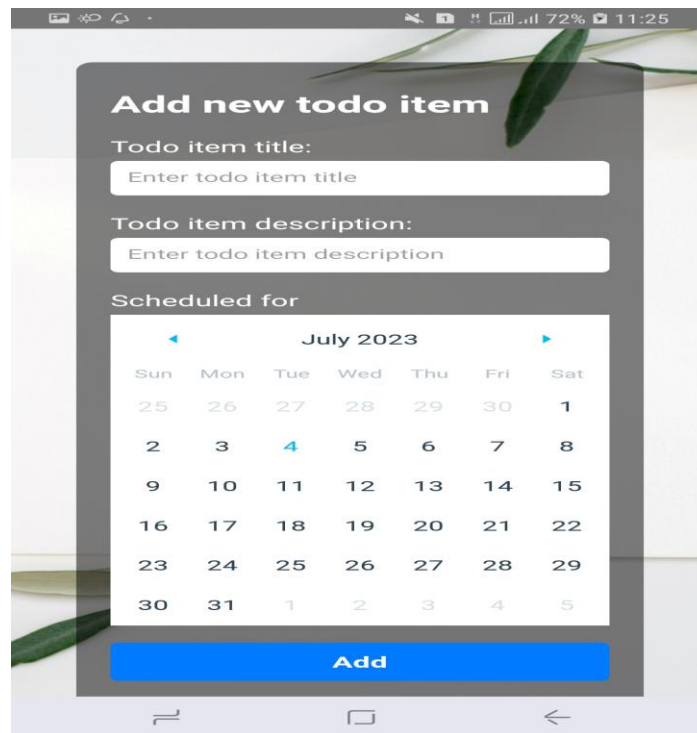 1 72% 11:25
Add new todo item
Todo item title:
Enter todo item title
Todo item description:
Enter todo item description
Scheduled for
July 2023
Sun Mon Tue Wed Thu Fri Sat
25 26 27 28 29 30 1
2 3 4 5 6 7 8
9 10 11 12 13 14 15
16 17 18 19 20 21 22
23 24 25 26 27 28 29
30 31 1 2 3 4 5
Add